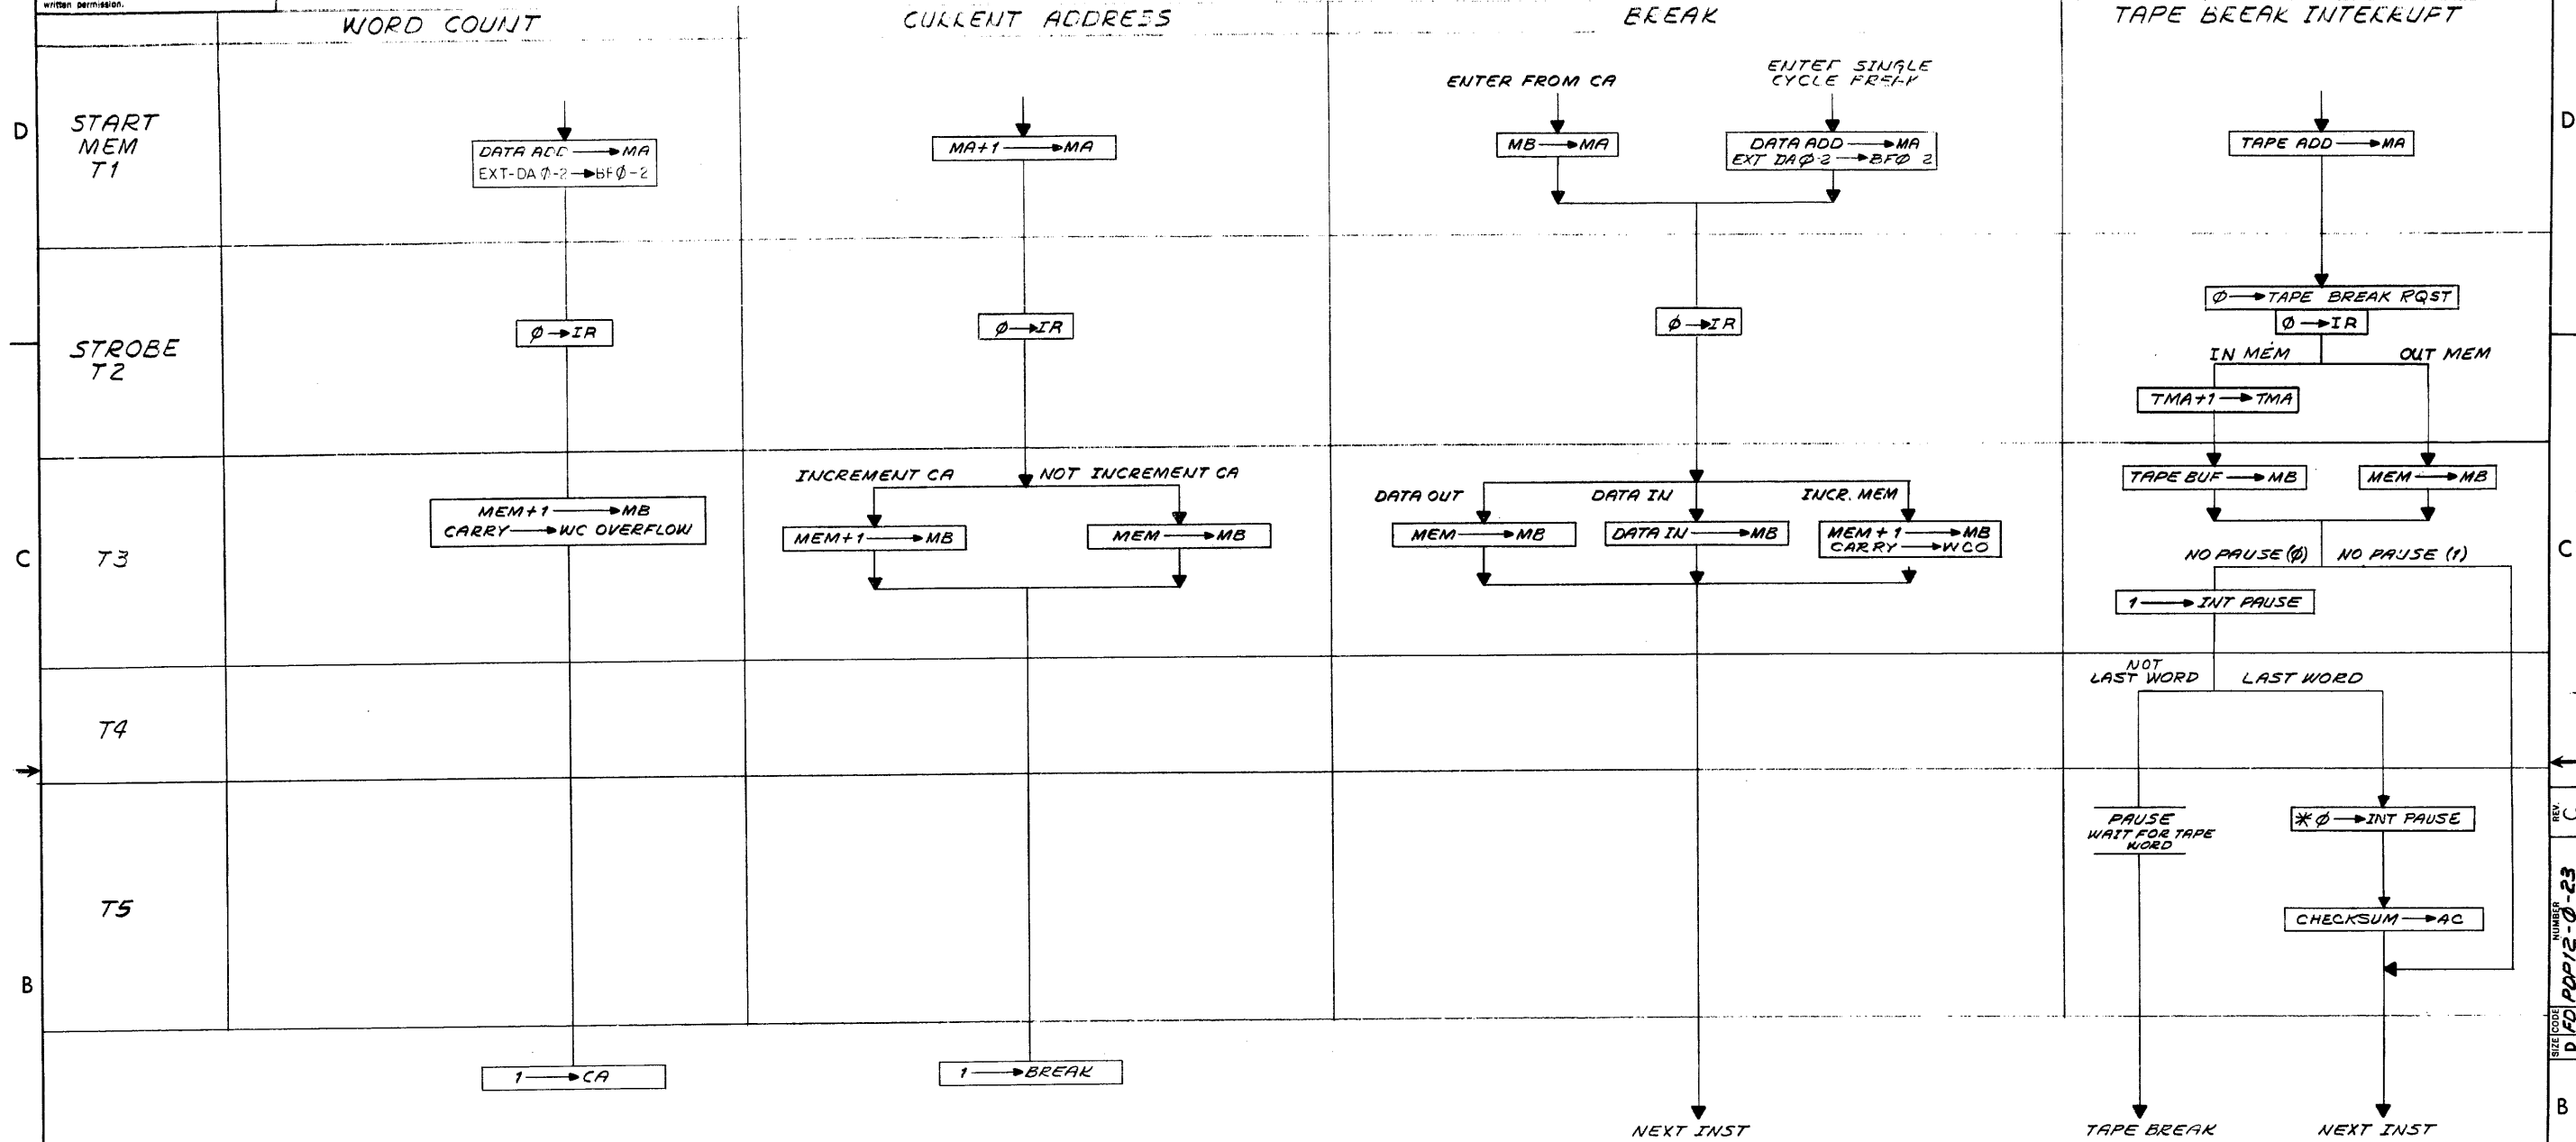 written permission.
WORD COUNT
CURRENT ADDRESS
BREAK
TAPE BREAK INTERRUPT
D
START
MEM
T1
DATA ADD → MA
EXT-DA Ø-2 → BFØ-2
MA+1 → MA
ENTER FROM CA
MB → MA
ENTER SINGLE
CYCLE BREAK
DATA ADD → MA
EXT DAØ-2 → BFØ 2
TAPE ADD → MA
D
STROBE
T2
Ø → IR
Ø → IR
Ø → IR
Ø → TAPE BREAK RQST
Ø → IR
IN MEM
OUT MEM
TMA+1 → TMA
C
T3
MEM+1 → MB
CARRY → WC OVERFLOW
INCREMENT CA
NOT INCREMENT CA
MEM+1 → MB
MEM → MB
DATA OUT
DATA IN
INCR. MEM
MEM → MB
DATA IN → MB
MEM + 1 → MB
CARRY → WCO
TAPE BUF → MB
MEM → MB
NO PAUSE (Ø)
NO PAUSE (1)
1 → INT PAUSE
C
T4
NOT
LAST WORD
LAST WORD
T5
PAUSE
WAIT FOR TAPE
WORD
* Ø → INT PAUSE
CHECKSUM → AC
B
1 → CA
1 → BREAK
NEXT INST
TAPE BREAK
NEXT INST
B
REV.
C
NUMBER
PDP12-Ø-23
CODE
FD
SIZE
D